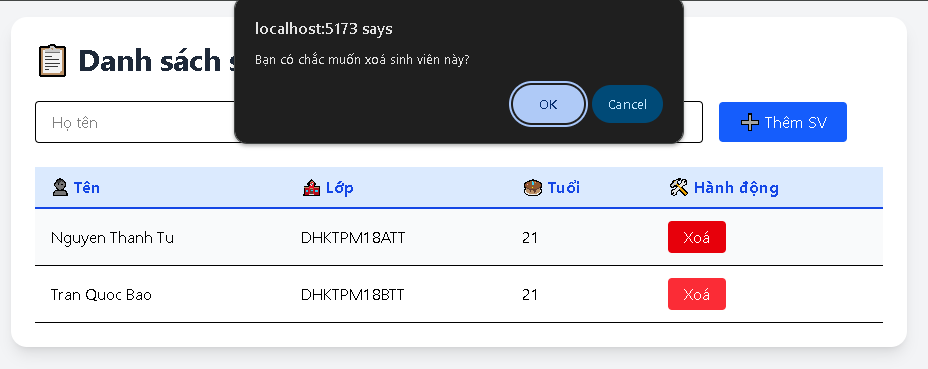 localhost:5173 says
Bạn có chắc muốn xoá sinh viên này?
OK Cancel
📋 Danh sách
Họ tên ➕ Thêm SV
👤 Tên 🏫 Lớp 🎂 Tuổi 🛠 Hành động
Nguyen Thanh Tu DHKTPM18ATT 21 Xoá
Tran Quoc Bao DHKTPM18BTT 21 Xoá